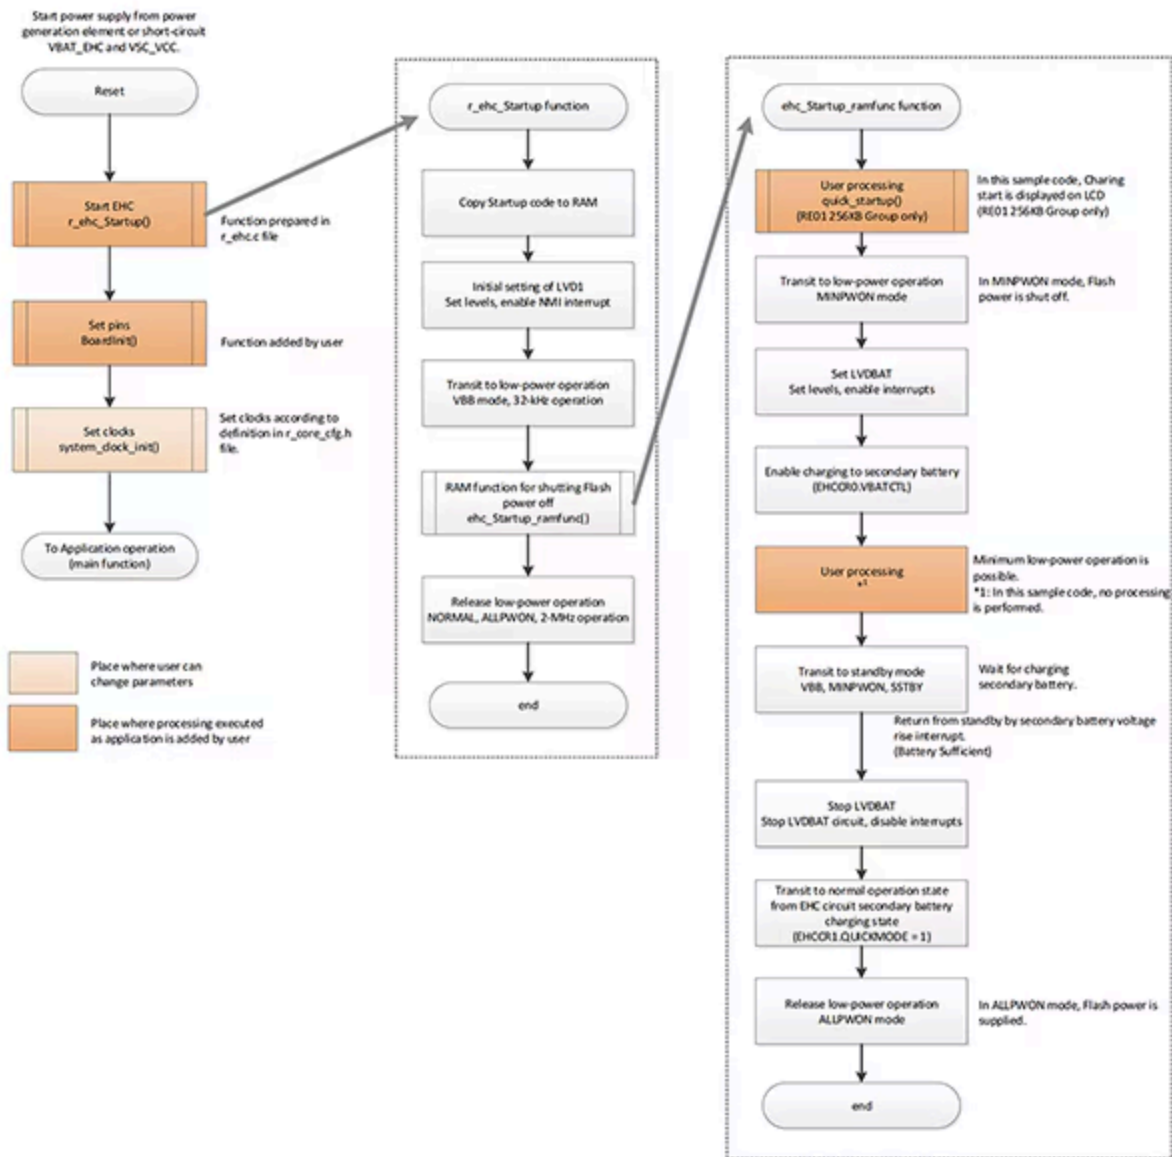 Start power supply from power
generation element or short-circuit
VBAT_EHC and VSC_VCC.
Reset
Start EHC
r_ehc_Startup()
Function prepared in
r_ehc.c file
Set pins
BoardInit()
Function added by user
Set clocks
system_clock_init()
Set clocks according to
definition in r_core_cfg.h
file.
To Application operation
(main function)
Place where user can
change parameters
Place where processing executed
as application is added by user
r_ehc_Startup function
Copy Startup code to RAM
Initial setting of LVD1
Set levels, enable NMI interrupt
Transit to low-power operation
VBB mode, 32-kHz operation
RAM function for shutting Flash
power off
ehc_Startup_ramfunc()
Release low-power operation
NORMAL, ALLPWON, 2-MHz operation
end
ehc_Startup_ramfunc function
User processing
quick_startup()
(RE01 256KB Group only)
In this sample code, Charing
start is displayed on LCD
(RE01 256KB Group only)
Transit to low-power operation
MINPWON mode
In MINPWON mode, Flash
power is shut off.
Set LVDBAT
Set levels, enable interrupts
Enable charging to secondary battery
(EHCCR0.VBATCTL)
User processing
*1
Minimum low-power operation is
possible.
*1: In this sample code, no processing
is performed.
Transit to standby mode
VBB, MINPWON, SSTBY
Wait for charging
secondary battery.
Return from standby by secondary battery voltage
rise interrupt.
(Battery Sufficient)
Stop LVDBAT
Stop LVDBAT circuit, disable interrupts
Transit to normal operation state
from EHC circuit secondary battery
charging state
(EHCCR1.QUICKMODE = 1)
Release low-power operation
ALLPWON mode
In ALLPWON mode, Flash power is
supplied.
end